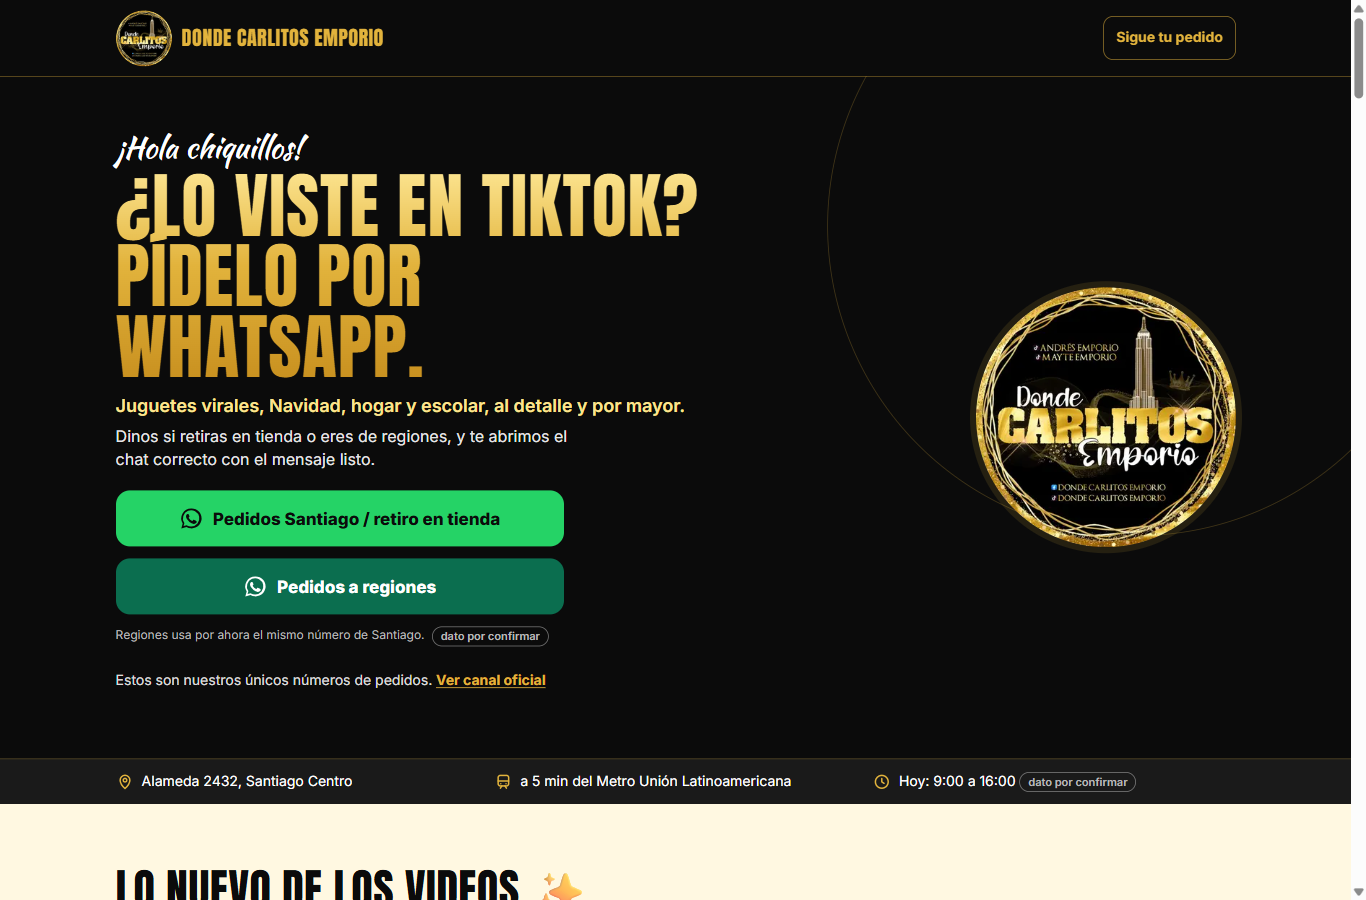 DONDE CARLITOS EMPORIO
Sigue tu pedido
¡Hola chiquillos!
¿LO VISTE EN TIKTOK?
PÍDELO POR
WHATSAPP.
Juguetes virales, Navidad, hogar y escolar, al detalle y por mayor.
Dinos si retiras en tienda o eres de regiones, y te abrimos el
chat correcto con el mensaje listo.
Pedidos Santiago / retiro en tienda
Pedidos a regiones
Regiones usa por ahora el mismo número de Santiago. dato por confirmar
Estos son nuestros únicos números de pedidos. Ver canal oficial
ANDRÉS EMPORIO
MAYTE EMPORIO
Donde
CARLITOS
Emporio
DONDE CARLITOS EMPORIO
DONDE CARLITOS EMPORIO
Alameda 2432, Santiago Centro
a 5 min del Metro Unión Latinoamericana
Hoy: 9:00 a 16:00 dato por confirmar
LO NUEVO DE LOS VIDEOS